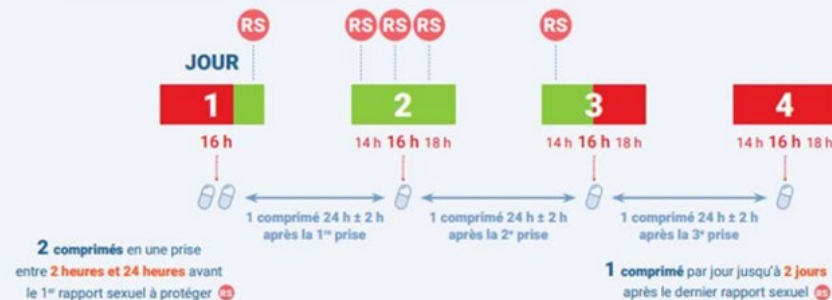 RS RS RS RS RS
JOUR
1 2 3 4
16 h 14 h 16 h 18 h 14 h 16 h 18 h 14 h 16 h 18 h
1 comprimé 24 h ± 2 h
après la 1re prise
1 comprimé 24 h ± 2 h
après la 2e prise
1 comprimé 24 h ± 2 h
après la 3e prise
2 comprimés en une prise
entre 2 heures et 24 heures avant
le 1er rapport sexuel à protéger RS
1 comprimé par jour jusqu'à 2 jours
après le dernier rapport sexuel RS